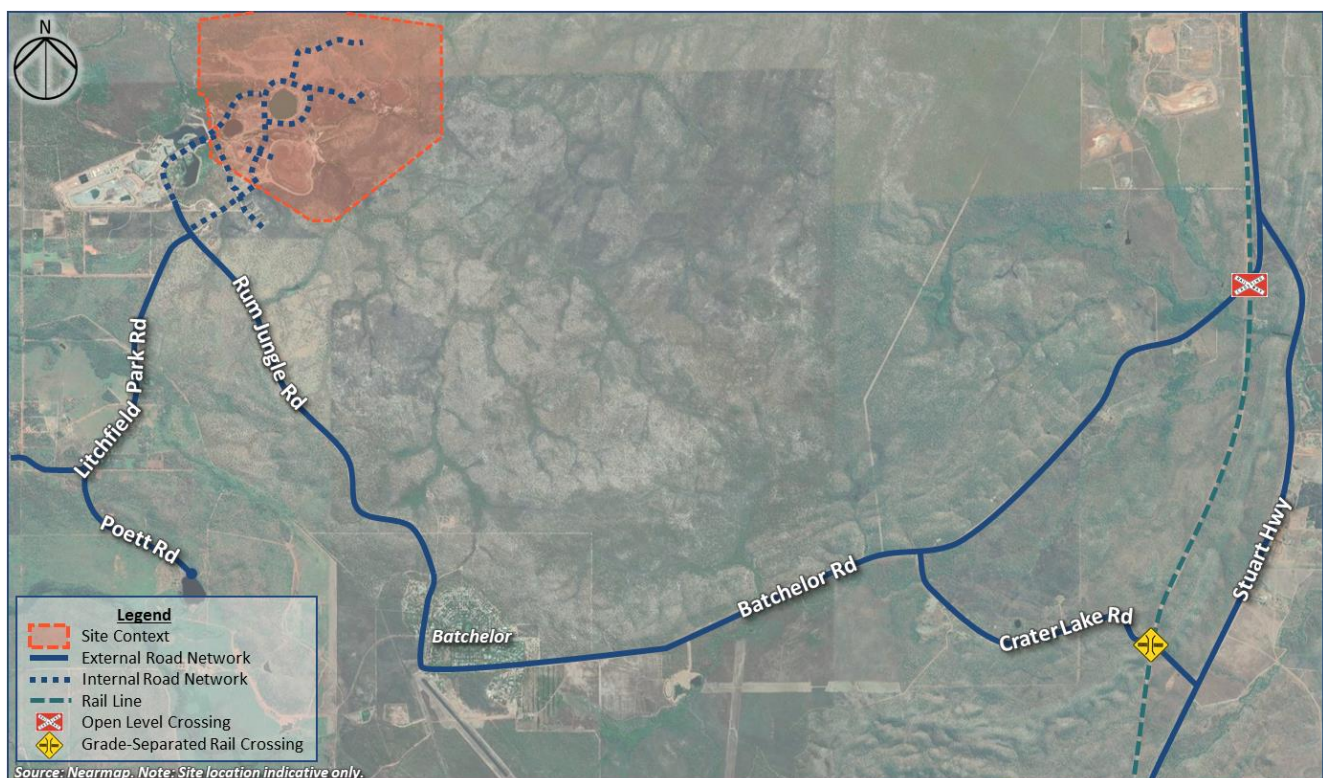 N
Rum Jungle Rd
Litchfield Park Rd
Poett Rd
Batchelor
Batchelor Rd
Crater Lake Rd
Stuart Hwy
RAILWAY
CROSSING
Legend
Site Context
External Road Network
Internal Road Network
Rail Line
Open Level Crossing
Grade-Separated Rail Crossing
Source: Nearmap. Note: Site location indicative only.